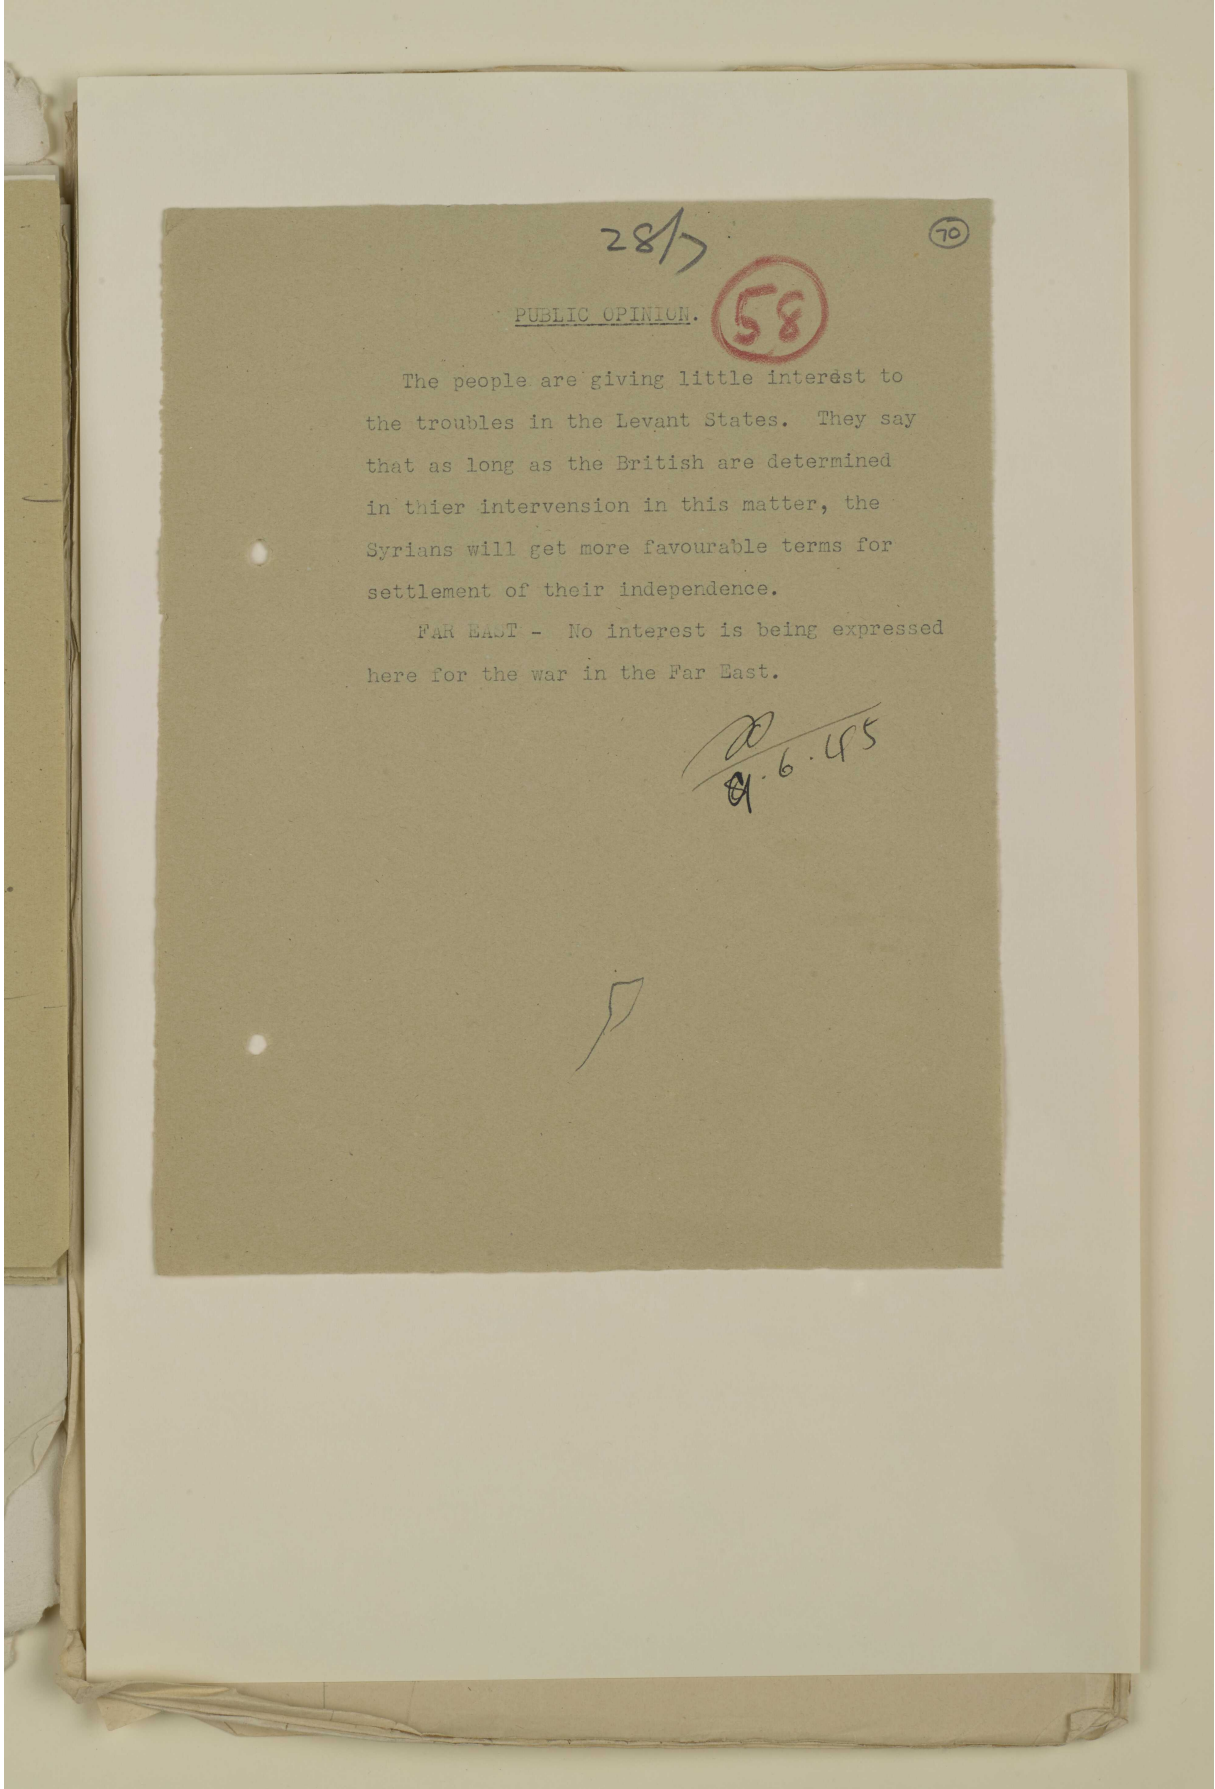 28/7
70
PUBLIC OPINION.
58
The people are giving little interest to
the troubles in the Levant States. They say
that as long as the British are determined
in thier intervension in this matter, the
Syrians will get more favourable terms for
settlement of their independence.
FAR EAST - No interest is being expressed
here for the war in the Far East.
9.6.45